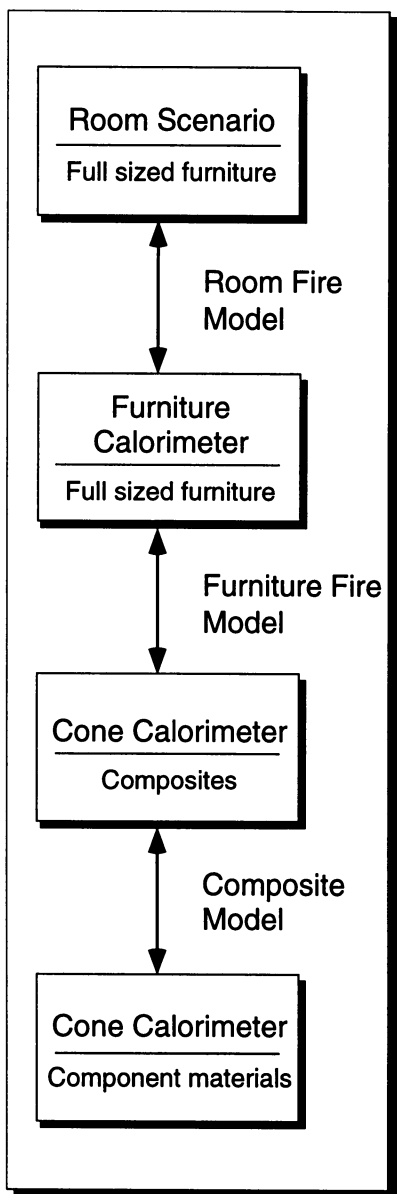 Room Scenario
Full sized furniture
Room Fire
Model
Furniture
Calorimeter
Full sized furniture
Furniture Fire
Model
Cone Calorimeter
Composites
Composite
Model
Cone Calorimeter
Component materials